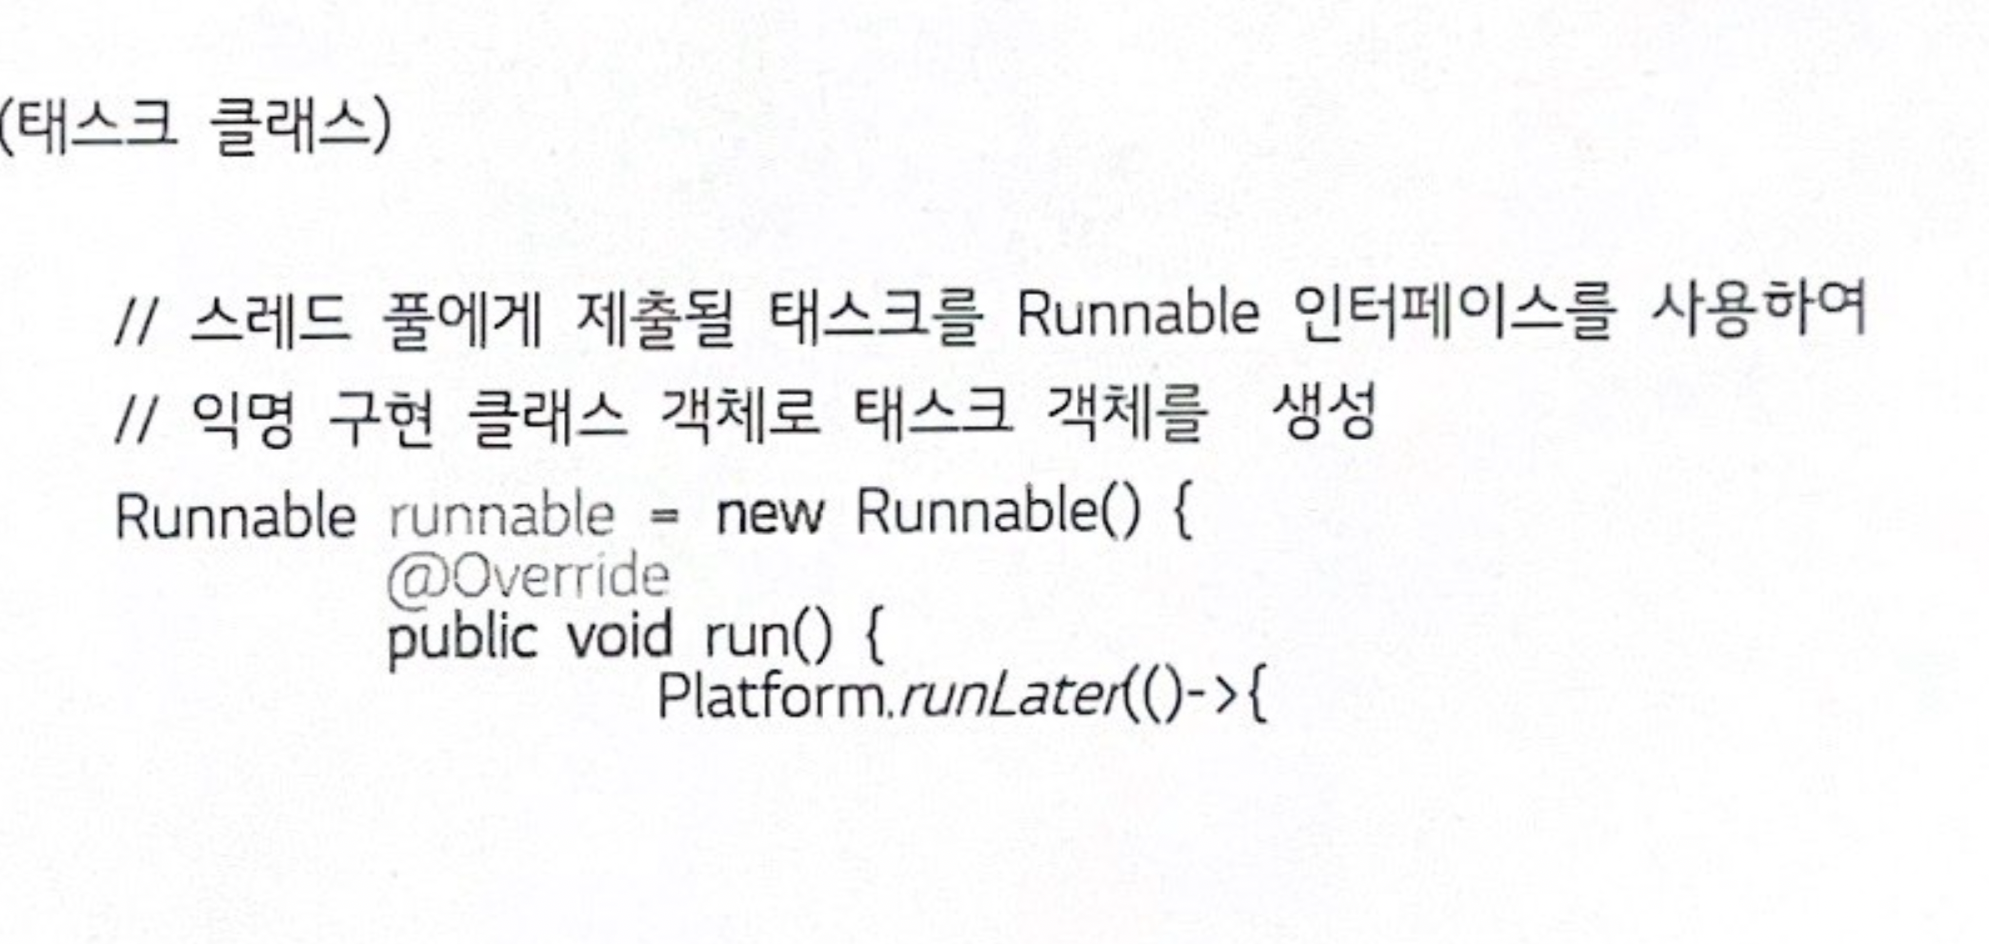 (태스크 클래스)
// 스레드 풀에게 제출될 태스크를 Runnable 인터페이스를 사용하여
// 익명 구현 클래스 객체로 태스크 객체를 생성
Runnable runnable = new Runnable() {
@Override
public void run() {
Platform.runLater(()->{